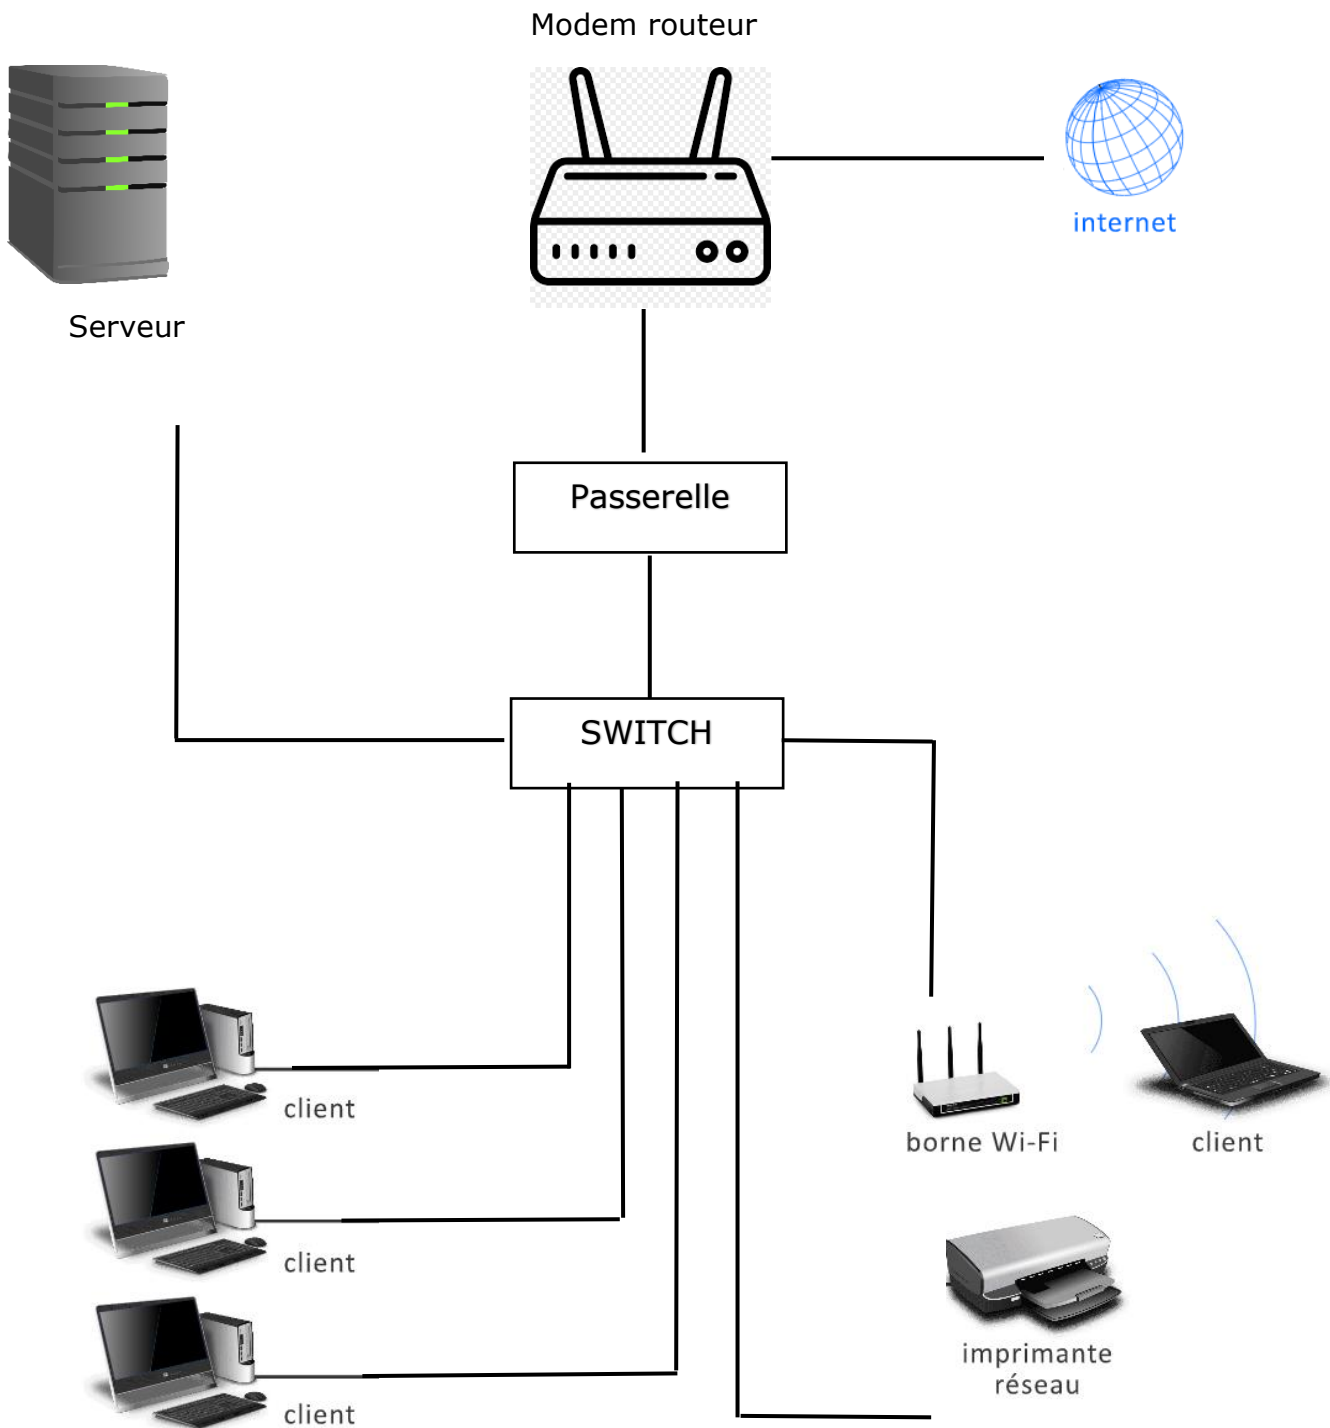 Modem routeur
internet
Serveur
Passerelle
SWITCH
client
borne Wi-Fi
client
client
imprimante
réseau
client